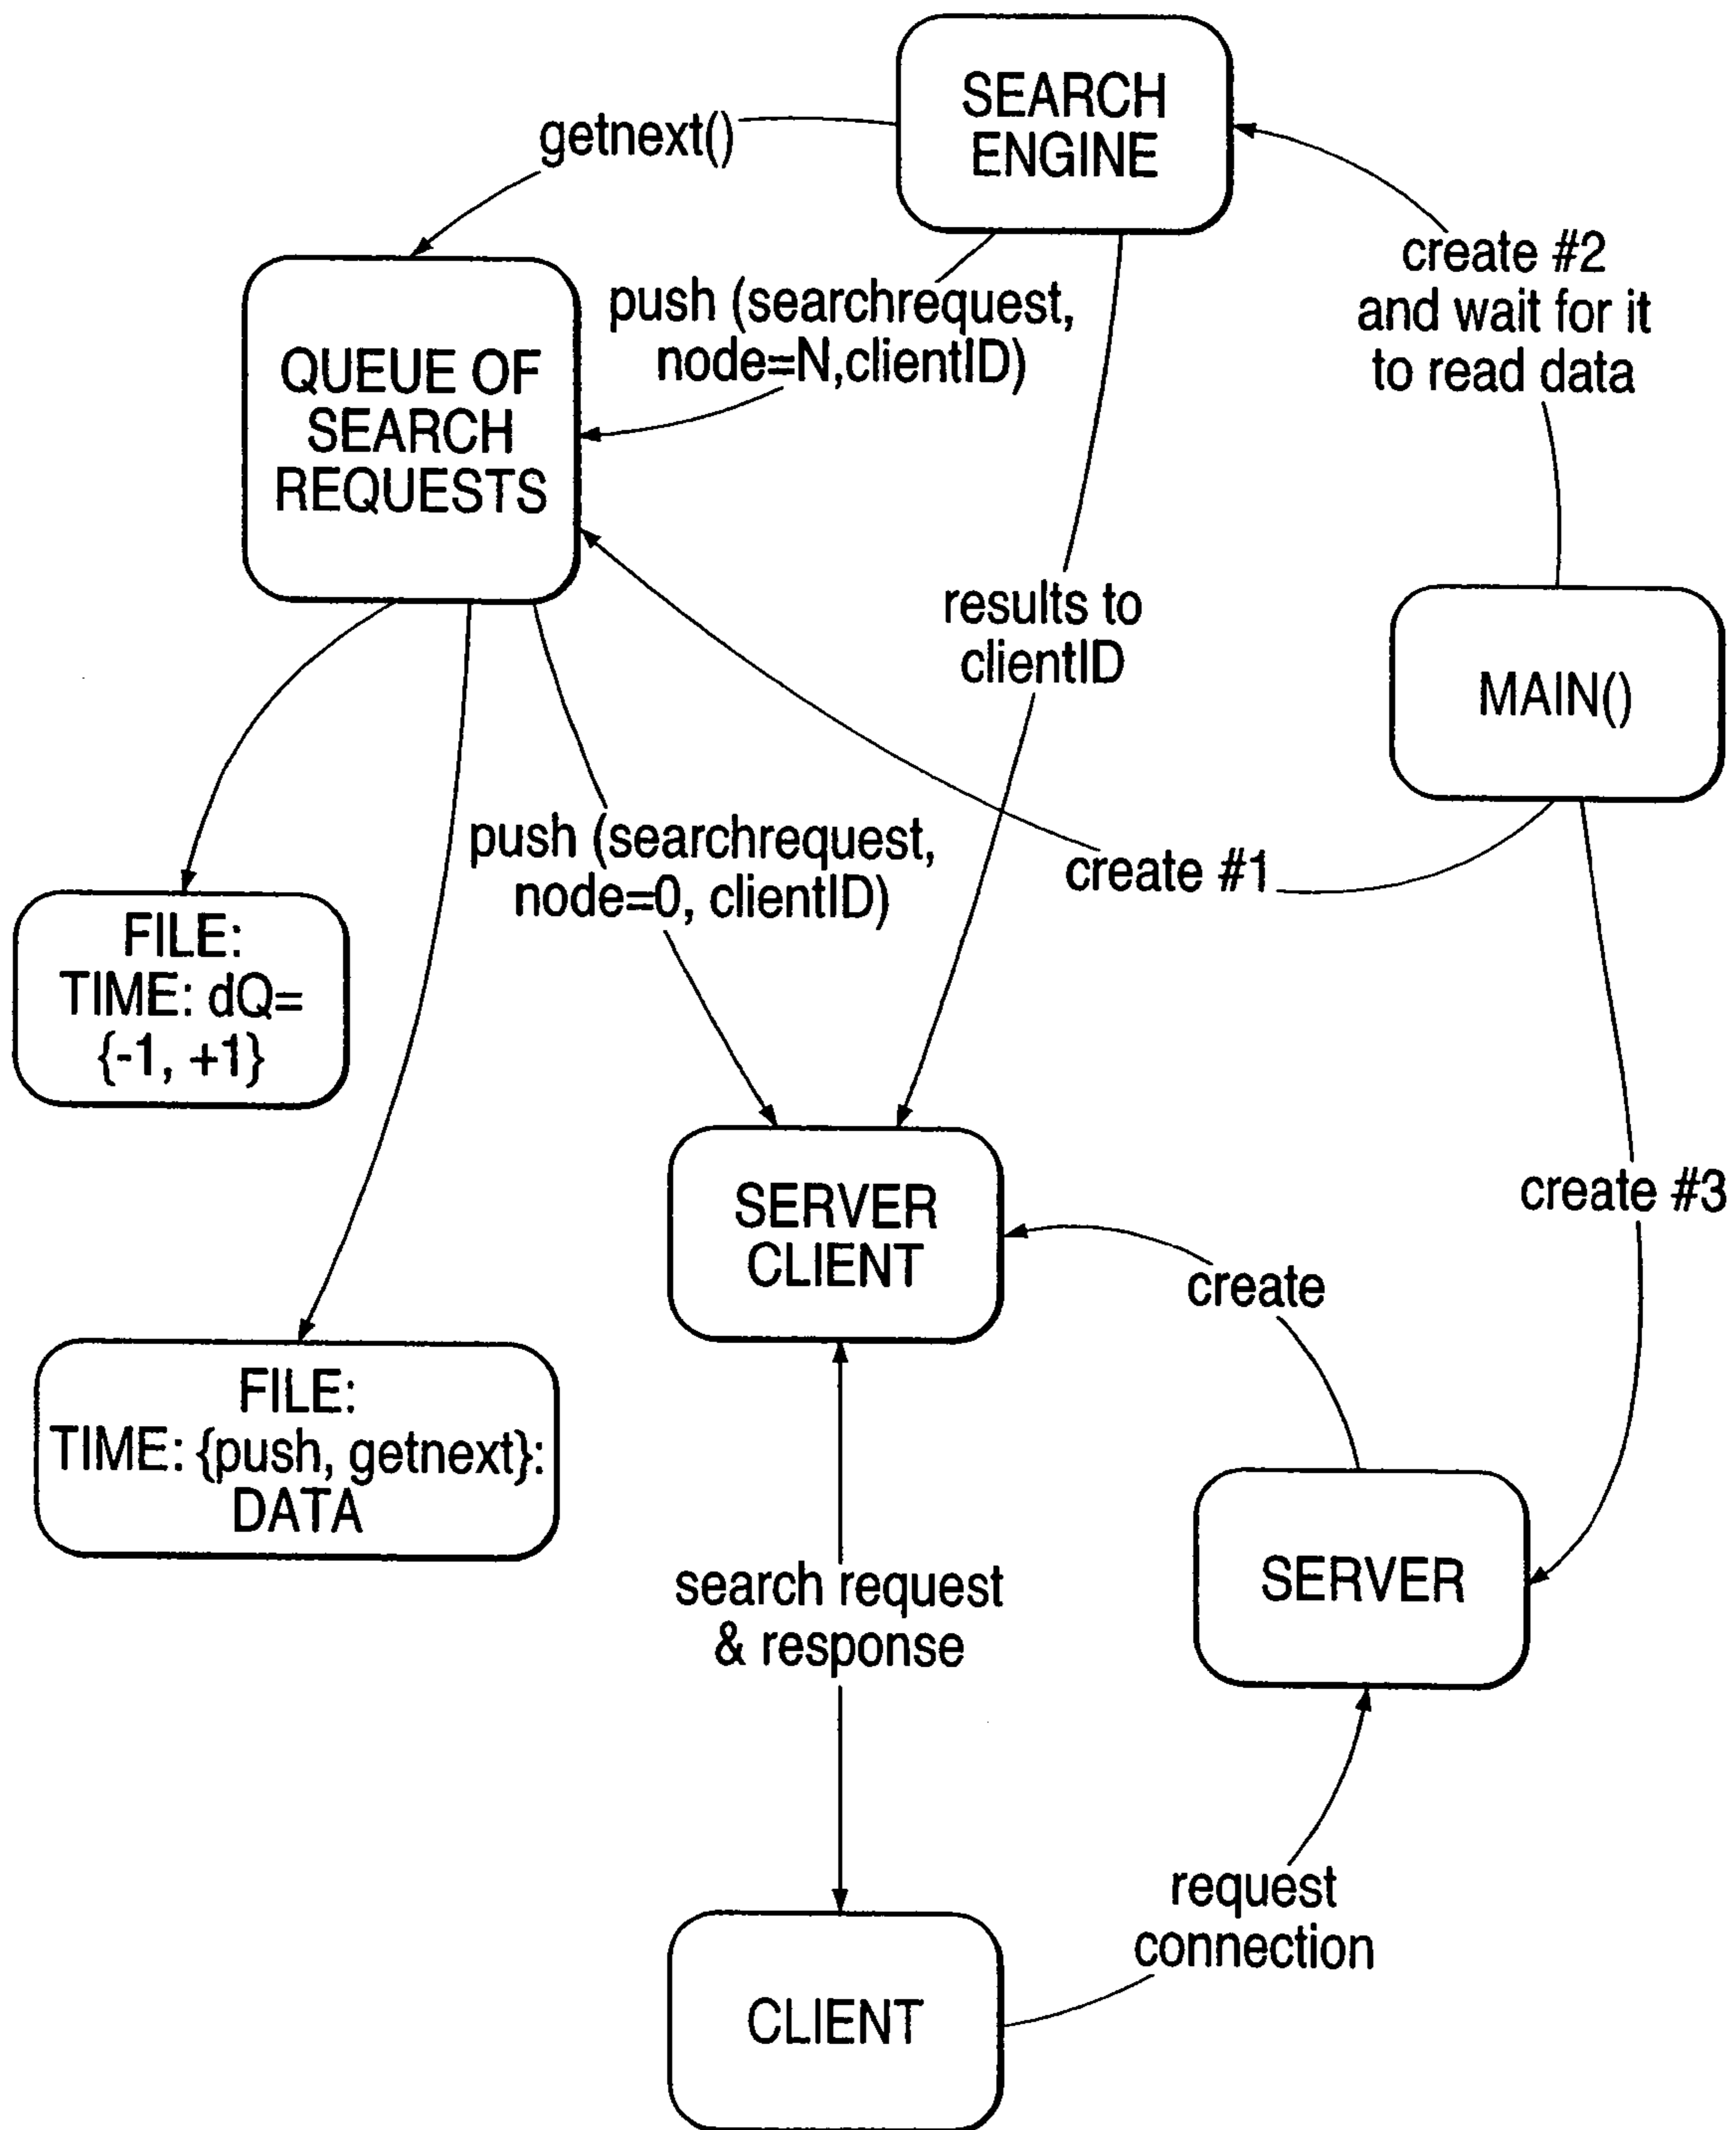 SEARCH
ENGINE
getnext()
create #2
and wait for it
to read data
push (searchrequest,
node=N,clientID)
QUEUE OF
SEARCH
REQUESTS
results to
clientID
MAIN()
push (searchrequest,
node=0, clientID)
create #1
FILE:
TIME: dQ=
{-1, +1}
SERVER
CLIENT
create #3
create
FILE:
TIME: {push, getnext}:
DATA
SERVER
search request
& response
request
connection
CLIENT